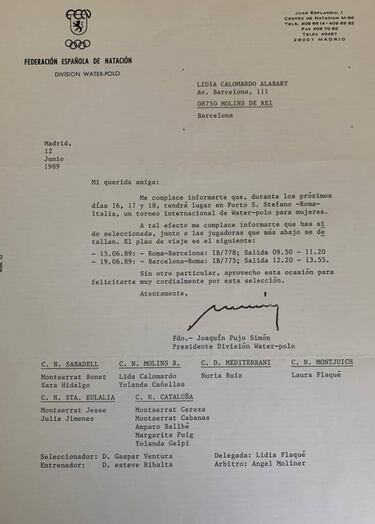 FEDERACIÓN ESPAÑOLA DE NATACIÓN
DIVISION WATER-POLO
JUAN ESPLANDIU, 1
CENTRO DE NATACION M-86
TELS. 409 6614 - 409 66 82
FAX 409 70 62
TELEX 48467
29007 MADRID
LIDIA CALOMARDO ALABART
Av. Barcelona, 111
08750 MOLINS DE REI
Barcelona
Madrid,
12
Junio
1989
Mi querida amiga:
Me complace informarte que, durante los próximos
días 16, 17 y 18, tendrá lugar en Porto S. Stefano -Roma-
Italia, un torneo internacional de Water-polo para mujeres.
A tal efecto me complace informarte que has si
do seleccionada, junto a las jugadoras que más abajo se de
tallan. El plan de viaje es el siguiente:
- 15.06.89: - Roma-Barcelona: IB/778; Salida 09.50 - 11.20
- 19.06.89: - Barcelona-Roma: IB/775; Salida 12.20 - 13.55.
Sin otro particular, aprovecho esta ocasión para
felicitarte muy cordialmente por esta selección.
Atentamente,
Fdo.- Joaquín Pujo Simón
Presidente División Water-polo
C. N. SABADELL C. N. MOLINS R. C. D. MEDITERRANI C. N. MONTJUICH
Montserrat Bonet Lida Calomardo Nuria Ruiz Laura Flaqué
Sara Hidalgo Yolanda Cañellas
C. N. STA. EULALIA C. N. CATALUÑA
Montserrat Jesse Montserrat Cereza
Julia Jimenez Montserrat Cabanas
Amparo Ballbé
Margarita Puig
Yolanda Gelpi
Seleccionador: D. Gaspar Ventura Delegada: Lidia Flaqué
Entrenador: D. esteve Ribalta Arbitro: Angel Moliner